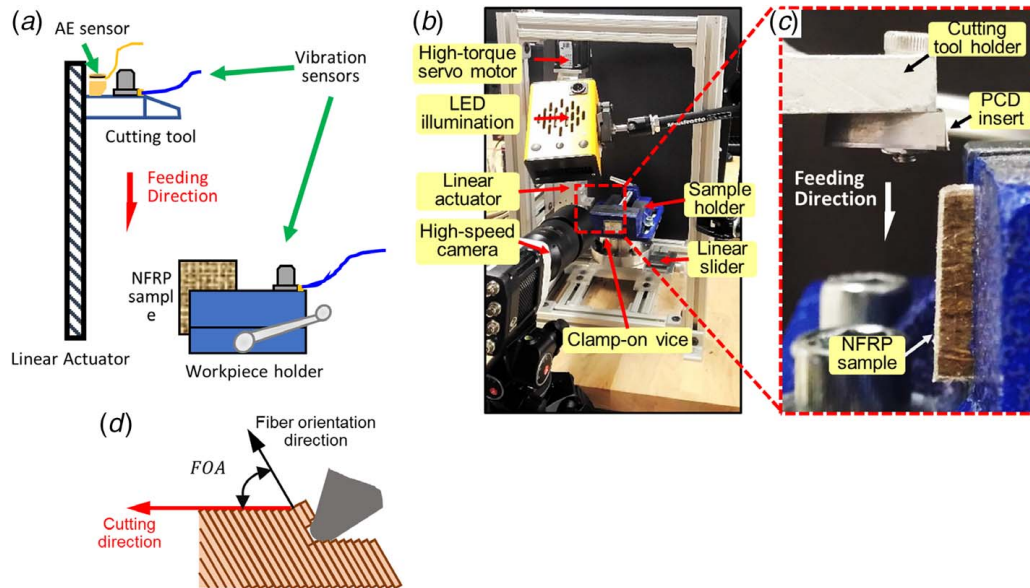 (a)
AE sensor
Vibration
sensors
Cutting tool
Feeding
Direction
NFRP
sampl
e
Linear Actuator
Workpiece holder
(b)
High-torque
servo motor
LED
illumination
Manfrotto
Linear
actuator
High-speed
camera
Sample
holder
Linear
slider
Clamp-on vice
(c)
Cutting
tool holder
PCD
insert
Feeding
Direction
NFRP
sample
(d)
Fiber orientation
direction
FOA
Cutting
direction